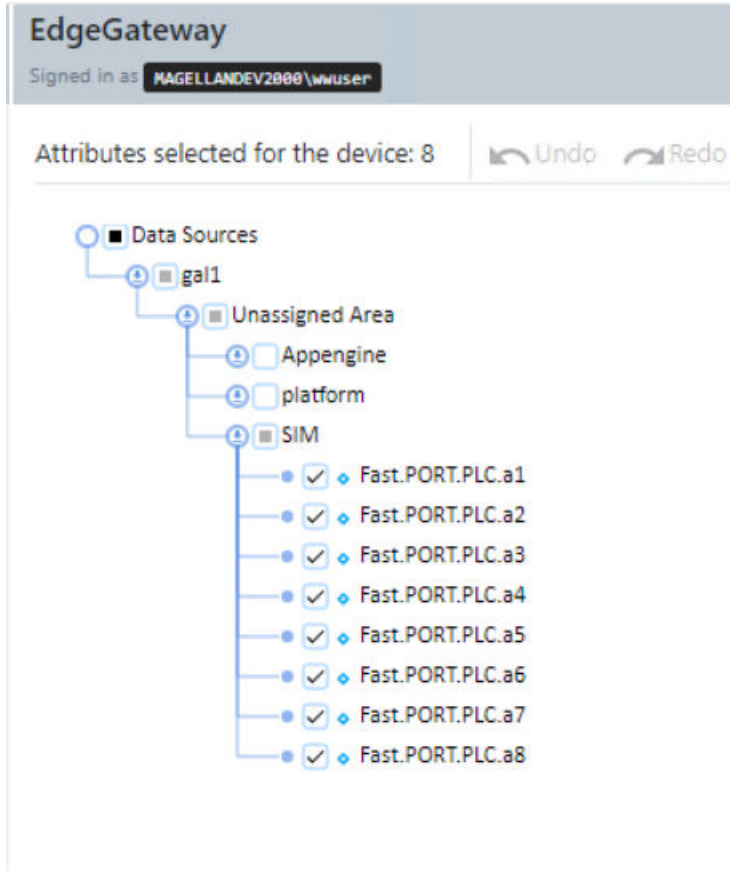 EdgeGateway
Signed in as MAGELLANDEV2000\wwuser
Attributes selected for the device: 8 Undo Redo
Data Sources
gal1
Unassigned Area
Appengine
platform
SIM
Fast.PORT.PLC.a1
Fast.PORT.PLC.a2
Fast.PORT.PLC.a3
Fast.PORT.PLC.a4
Fast.PORT.PLC.a5
Fast.PORT.PLC.a6
Fast.PORT.PLC.a7
Fast.PORT.PLC.a8